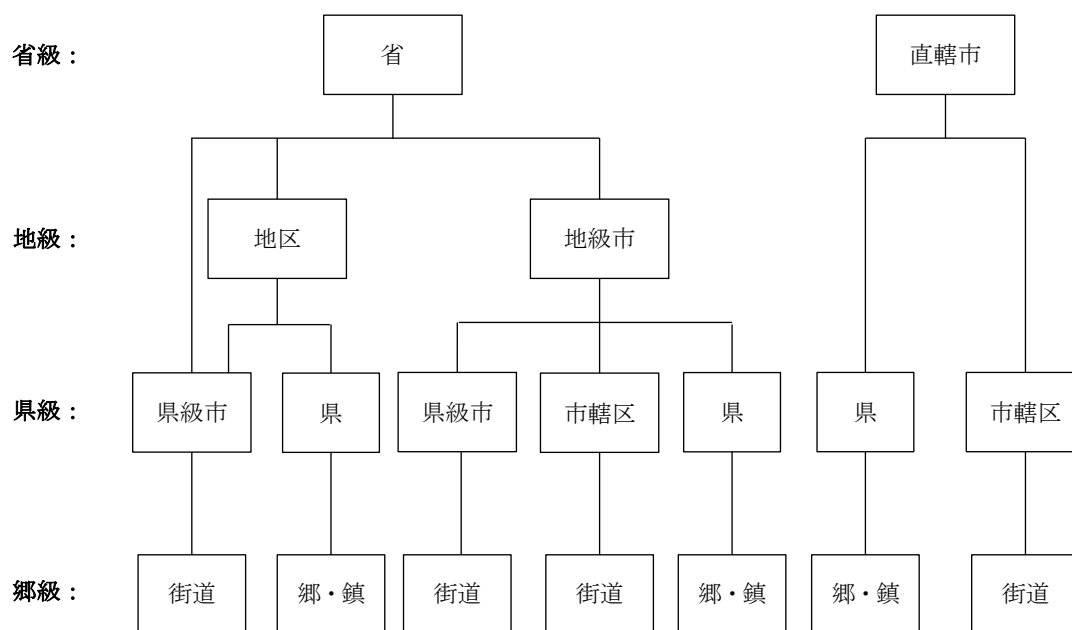 省級：
省
直轄市
地級：
地区
地級市
県級：
県級市
県
県級市
市轄区
県
県
市轄区
郷級：
街道
郷・鎮
街道
街道
郷・鎮
郷・鎮
街道